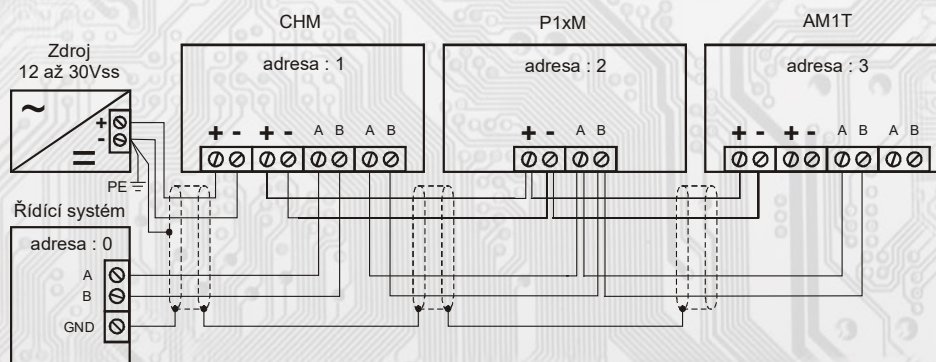 CHM
P1xM
AM1T
Zdroj
12 až 30Vss
adresa : 1
adresa : 2
adresa : 3
~
+
-
=
+ - + - A B A B
+ - A B
+ - + - A B A B
PE
Řídící systém
adresa : 0
A
B
GND